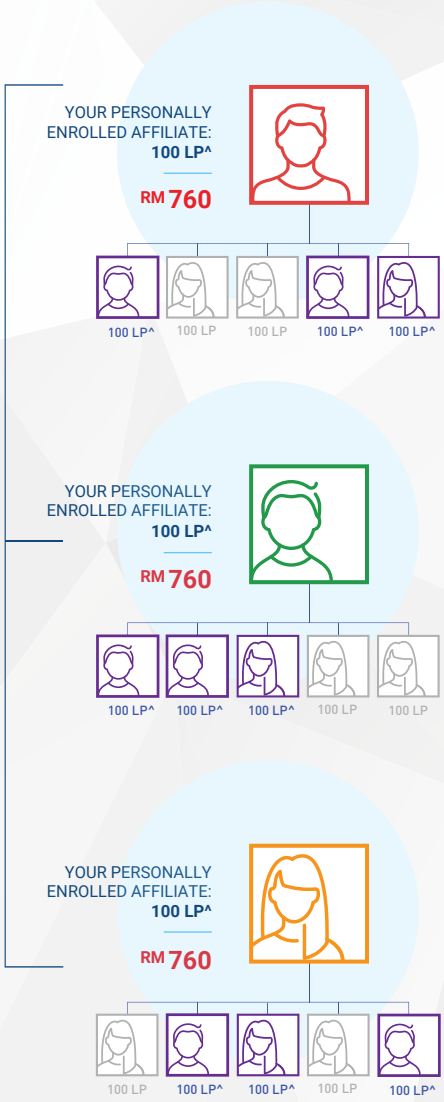 YOUR PERSONALLY
ENROLLED AFFILIATE:
100 LP^
RM 760
100 LP^ 100 LP 100 LP 100 LP^ 100 LP^
YOUR PERSONALLY
ENROLLED AFFILIATE:
100 LP^
RM 760
100 LP^ 100 LP^ 100 LP^ 100 LP 100 LP
YOUR PERSONALLY
ENROLLED AFFILIATE:
100 LP^
RM 760
100 LP 100 LP^ 100 LP^ 100 LP 100 LP^